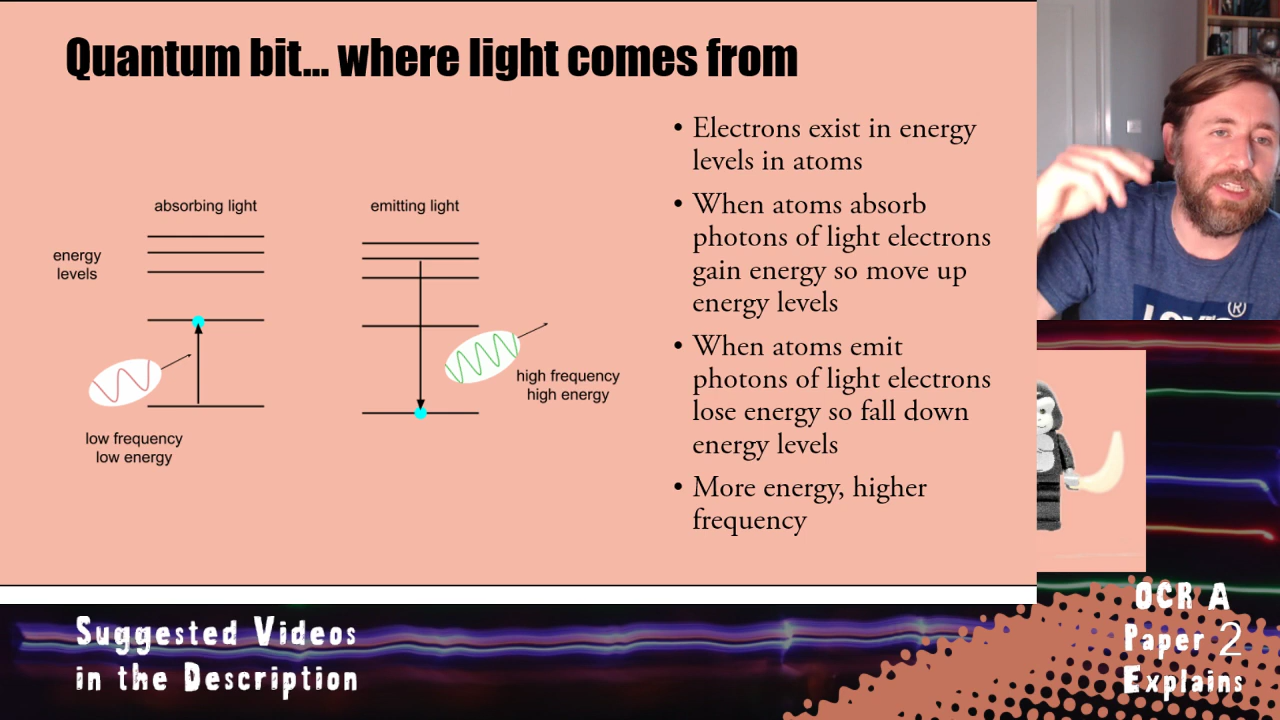 Quantum bit... where light comes from
absorbing light
emitting light
energy
levels
low frequency
low energy
high frequency
high energy
• Electrons exist in energy
levels in atoms
• When atoms absorb
photons of light electrons
gain energy so move up
energy levels
• When atoms emit
photons of light electrons
lose energy so fall down
energy levels
• More energy, higher
frequency
®
Suggested Videos
in the Description
OCR A
Paper 2
Explains